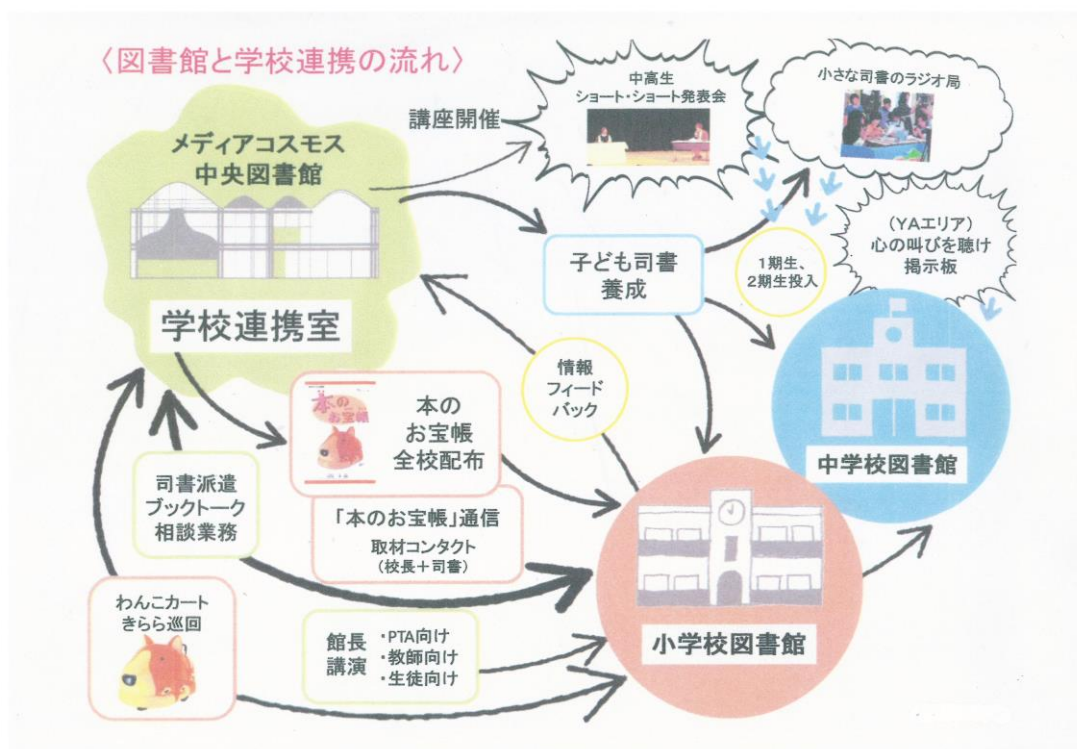 〈図書館と学校連携の流れ〉
メディアコスモス
中央図書館
学校連携室
講座開催
中高生
ショート・ショート発表会
小さな司書のラジオ局
(YAエリア)
心の叫びを聴け
掲示板
子ども司書
養成
1期生、
2期生投入
情報
フィード
バック
中学校図書館
本の
お宝帳
本の
お宝帳
全校配布
「本のお宝帳」通信
取材コンタクト
(校長+司書)
司書派遣
ブックトーク
相談業務
わんこカート
きらら巡回
館長
講演
・PTA向け
・教師向け
・生徒向け
小学校図書館